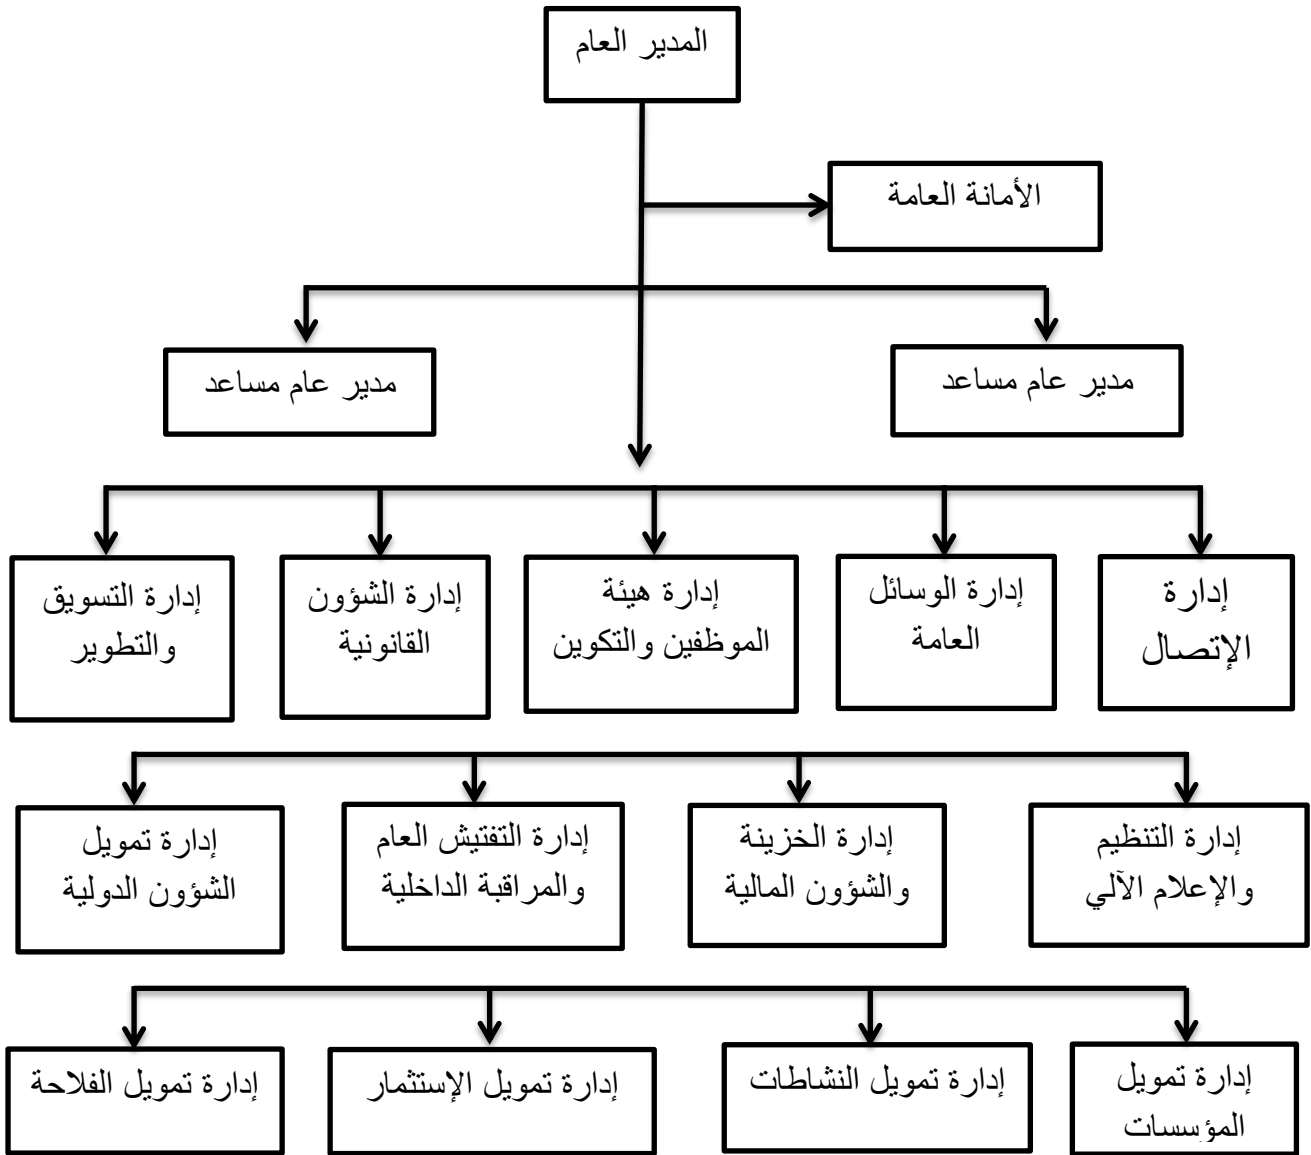 المدير العام
الأمانة العامة
مدير عام مساعد
مدير عام مساعد
إدارة
الإتصال
إدارة الوسائل
العامة
إدارة هيئة
الموظفين والتكوين
إدارة الشؤون
القانونية
إدارة التسويق
والتطوير
إدارة التنظيم
والإعلام الآلي
إدارة الخزينة
والشؤون المالية
إدارة التفتيش العام
والمراقبة الداخلية
إدارة تمويل
الشؤون الدولية
إدارة تمويل
المؤسسات
إدارة تمويل النشاطات
إدارة تمويل الإستثمار
إدارة تمويل الفلاحة